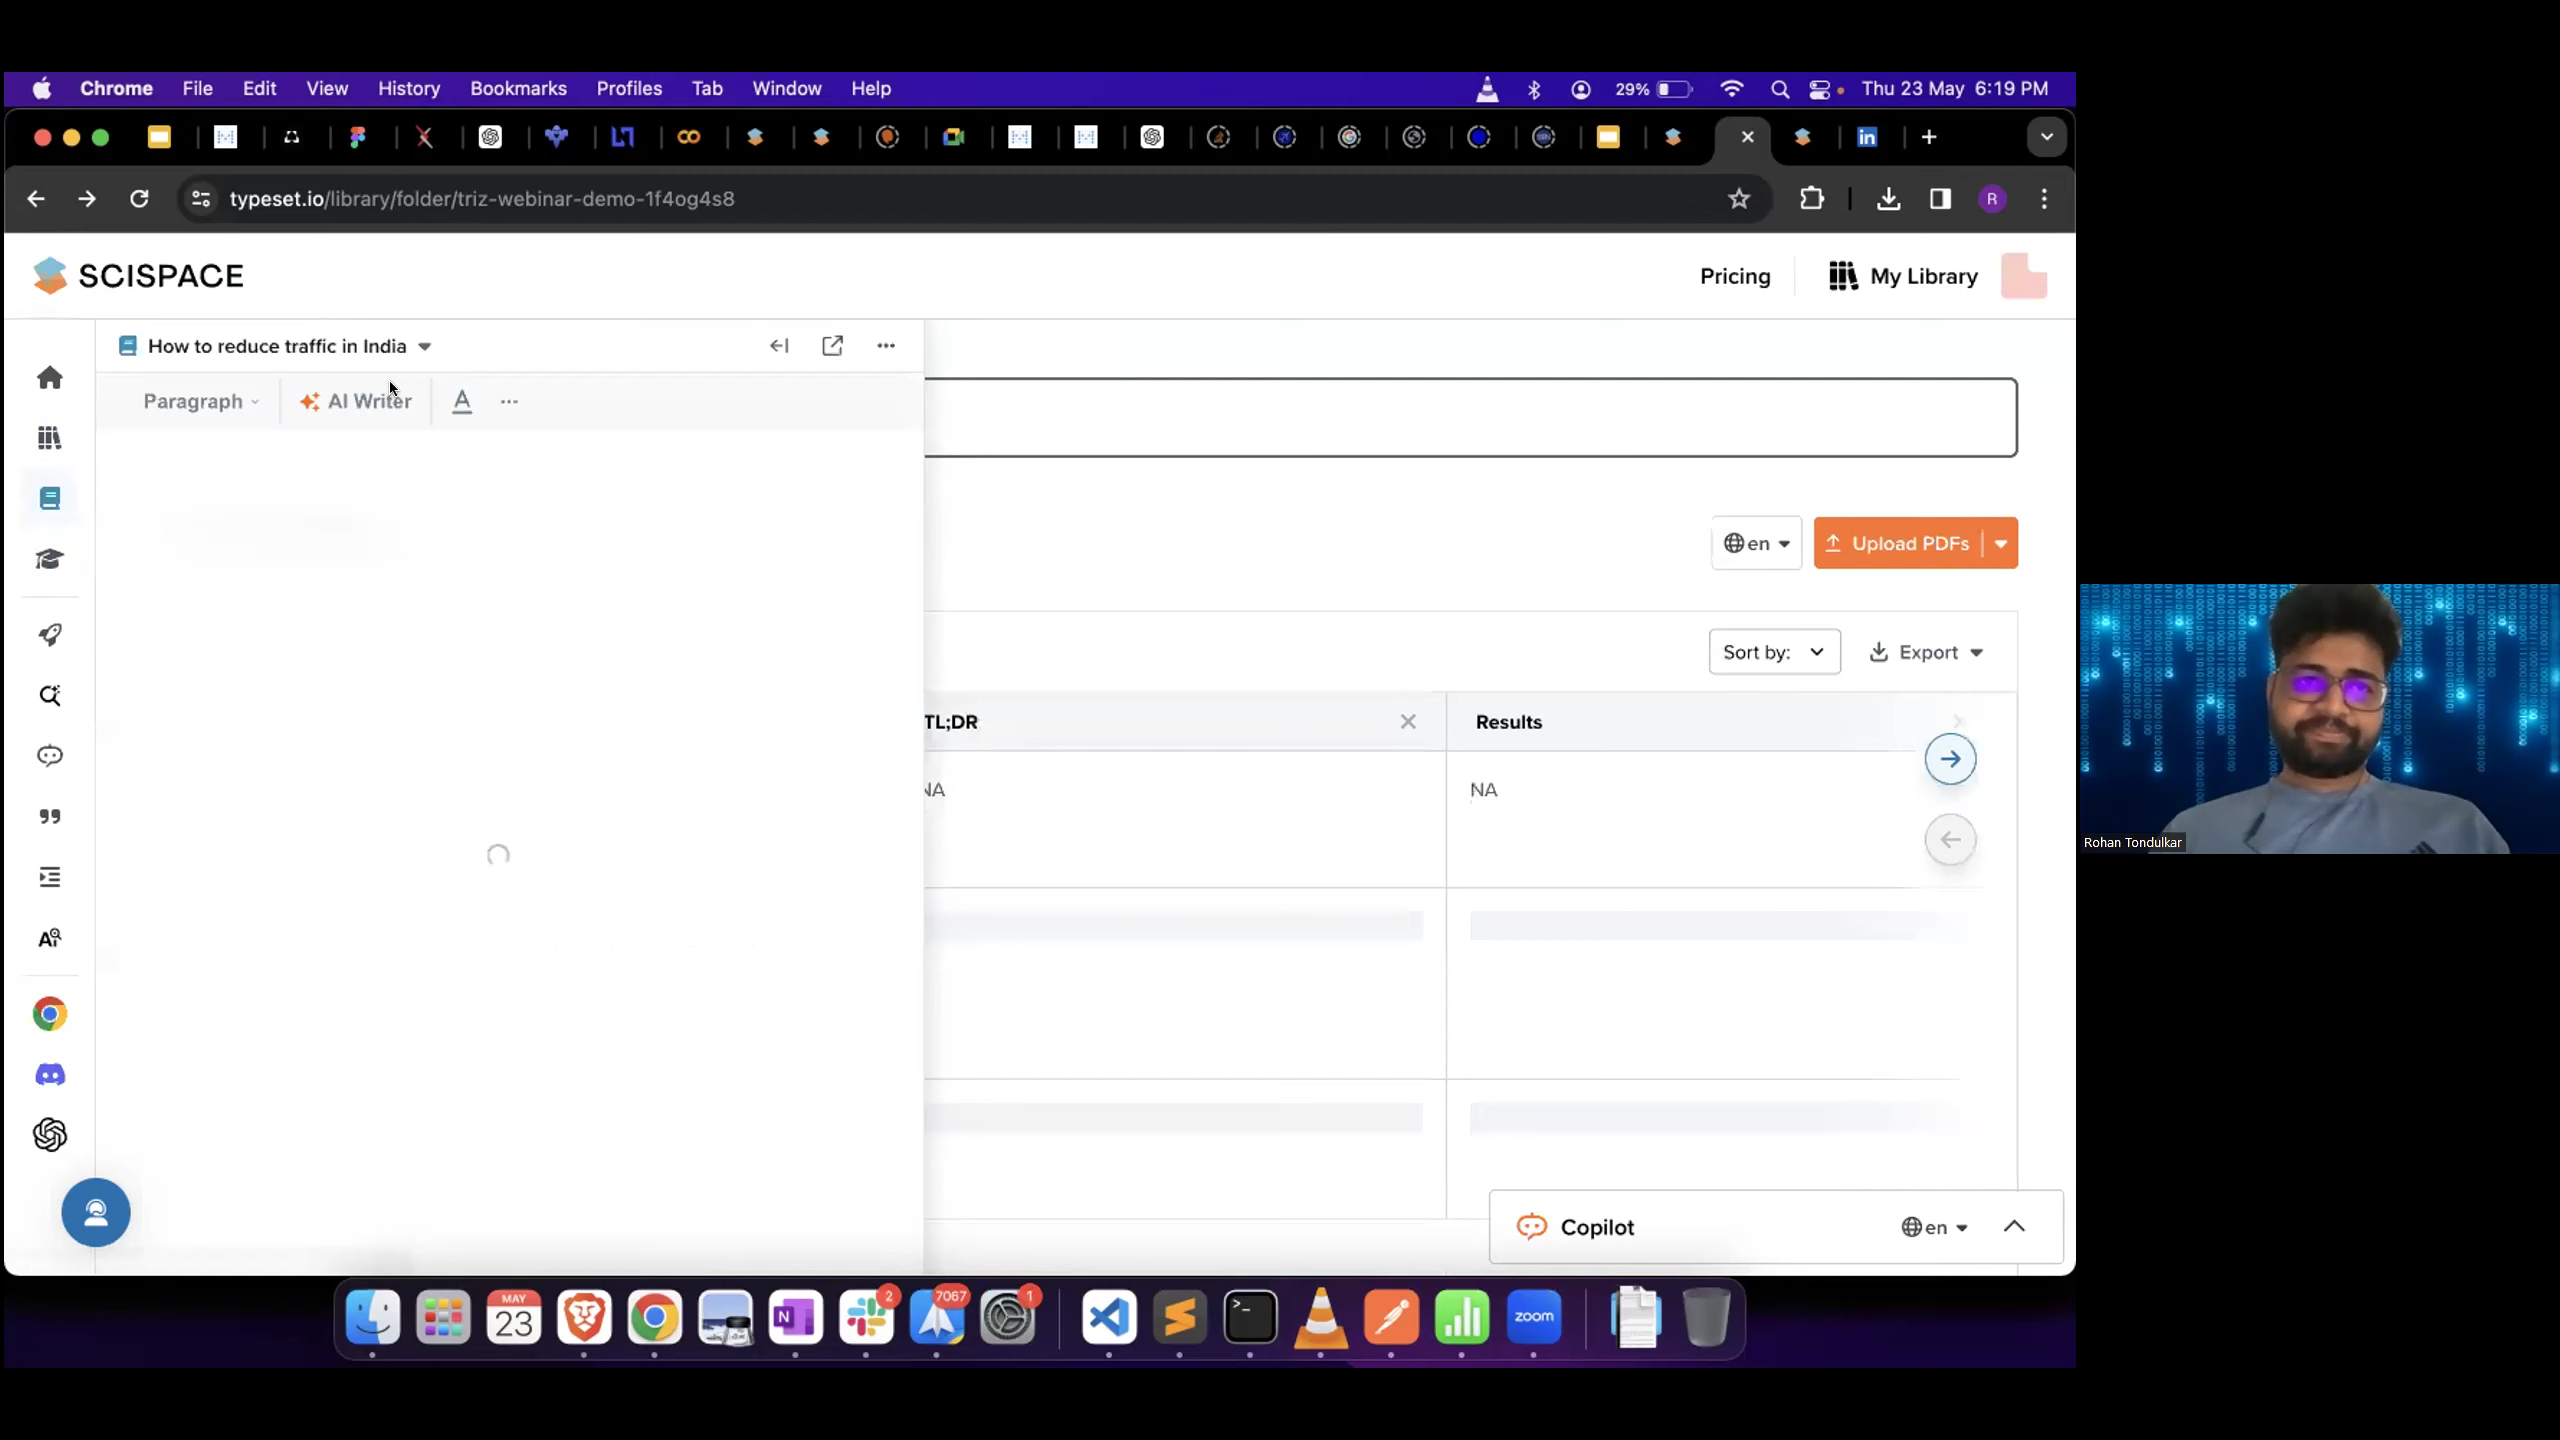 Chrome File Edit View History Bookmarks Profiles Tab Window Help 29% Thu 23 May 6:19 PM
typeset.io/library/folder/triz-webinar-demo-1f4og4s8 R
SCISPACE Pricing My Library
How to reduce traffic in India
Paragraph AI Writer A
en Upload PDFs
Sort by: Export
TL;DR Results
NA NA
Rohan Tondulkar
Copilot en
MAY
23
2
7067
1
zoom